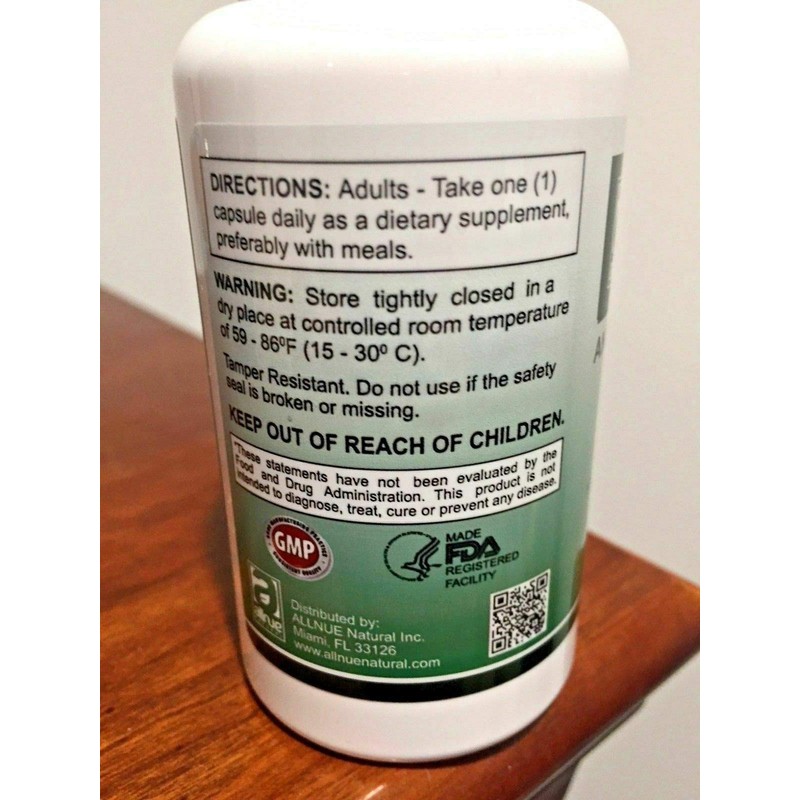 DIRECTIONS: Adults - Take one (1)
capsule daily as a dietary supplement,
preferably with meals.
WARNING: Store tightly closed in a
dry place at controlled room temperature
of 59 - 86ºF (15 - 30º C).
Tamper Resistant. Do not use if the safety
seal is broken or missing.
KEEP OUT OF REACH OF CHILDREN.
*These statements have not been evaluated by the
Food and Drug Administration. This product is not
intended to diagnose, treat, cure or prevent any disease.
GMP
MADE
FDA
REGISTERED
FACILITY
allnue
Distributed by:
ALLNUE Natural Inc.
Miami, FL 33126
www.allnuenatural.com